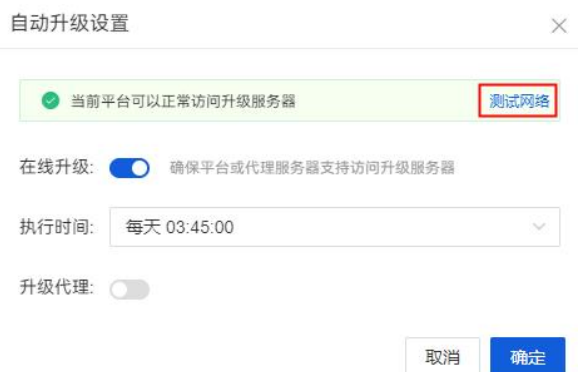 自动升级设置
当前平台可以正常访问升级服务器 测试网络
在线升级: 确保平台或代理服务器支持访问升级服务器
执行时间: 每天 03:45:00
升级代理:
取消 确定